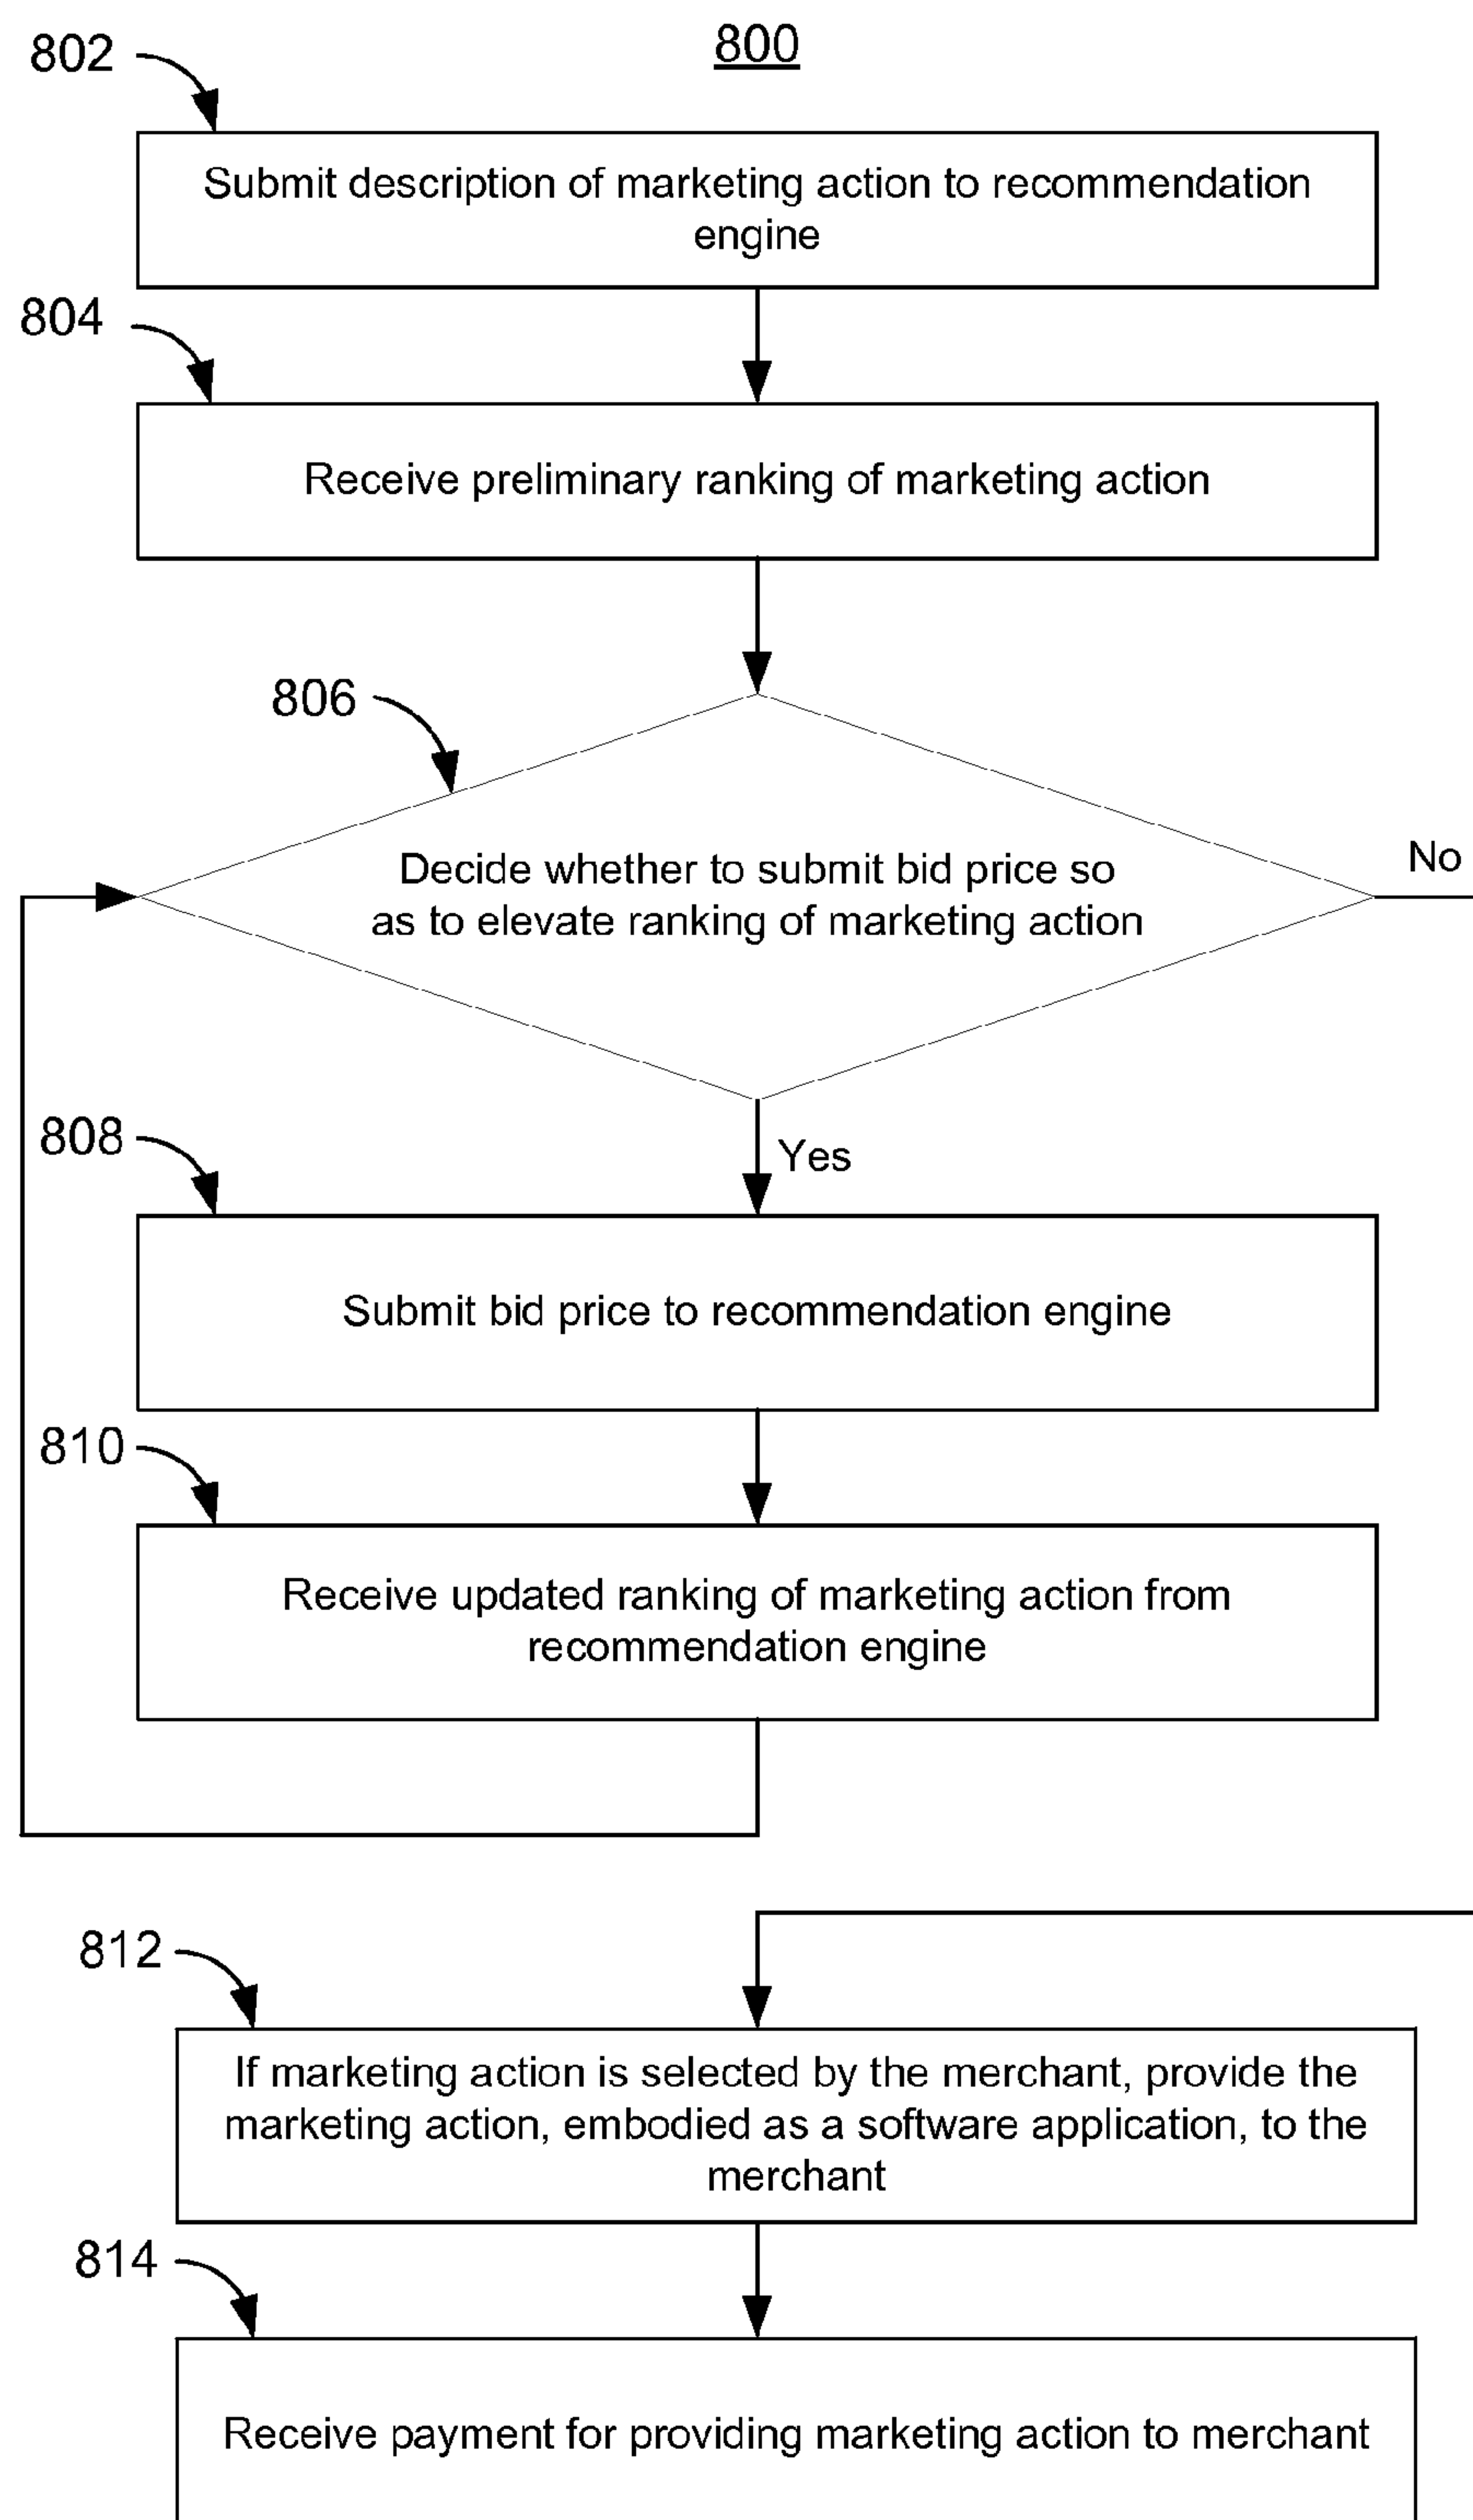 800
802
Submit description of marketing action to recommendation
engine
804
Receive preliminary ranking of marketing action
806
Decide whether to submit bid price so
as to elevate ranking of marketing action
No
Yes
808
Submit bid price to recommendation engine
810
Receive updated ranking of marketing action from
recommendation engine
812
If marketing action is selected by the merchant, provide the
marketing action, embodied as a software application, to the
merchant
814
Receive payment for providing marketing action to merchant